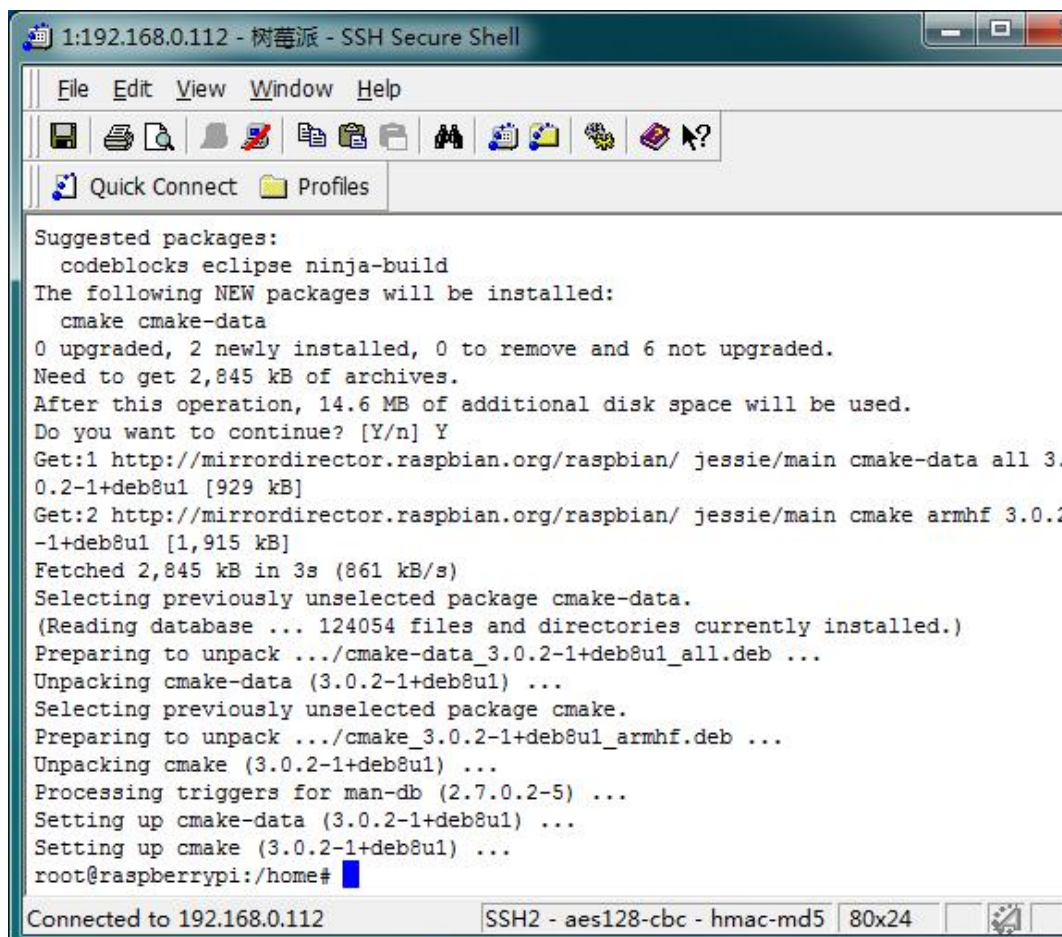 1:192.168.0.112 - 树莓派 - SSH Secure Shell
File Edit View Window Help
Quick Connect Profiles
Suggested packages:
codeblocks eclipse ninja-build
The following NEW packages will be installed:
cmake cmake-data
0 upgraded, 2 newly installed, 0 to remove and 6 not upgraded.
Need to get 2,845 kB of archives.
After this operation, 14.6 MB of additional disk space will be used.
Do you want to continue? [Y/n] Y
Get:1 http://mirrordirector.raspbian.org/raspbian/ jessie/main cmake-data all 3.
0.2-1+deb8u1 [929 kB]
Get:2 http://mirrordirector.raspbian.org/raspbian/ jessie/main cmake armhf 3.0.2
-1+deb8u1 [1,915 kB]
Fetched 2,845 kB in 3s (861 kB/s)
Selecting previously unselected package cmake-data.
(Reading database ... 124054 files and directories currently installed.)
Preparing to unpack .../cmake-data_3.0.2-1+deb8u1_all.deb ...
Unpacking cmake-data (3.0.2-1+deb8u1) ...
Selecting previously unselected package cmake.
Preparing to unpack .../cmake_3.0.2-1+deb8u1_armhf.deb ...
Unpacking cmake (3.0.2-1+deb8u1) ...
Processing triggers for man-db (2.7.0.2-5) ...
Setting up cmake-data (3.0.2-1+deb8u1) ...
Setting up cmake (3.0.2-1+deb8u1) ...
root@raspberrypi:/home#
Connected to 192.168.0.112 SSH2 - aes128-cbc - hmac-md5 80x24